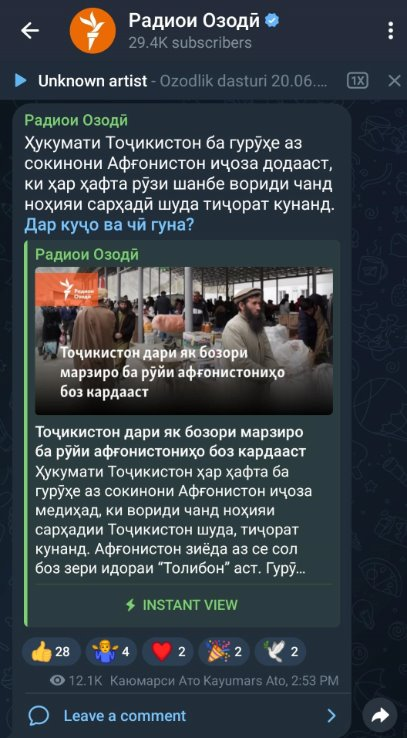 Радиои Озодӣ
29.4K subscribers
Unknown artist - Ozodlik dasturi 20.06....
1X
Радиои Озодӣ
Ҳукумати Тоҷикистон ба гурӯҳе аз
сокинони Афғонистон иҷоза додааст,
ки ҳар ҳафта рӯзи шанбе вориди чанд
ноҳияи сарҳадӣ шуда тиҷорат кунанд.
Дар куҷо ва чӣ гуна?
Радиои Озодӣ
Радиои
Озодӣ
Тоҷикистон дари як бозори
марзиро ба рӯйи афғонистониҳо
боз кардааст
Тоҷикистон дари як бозори марзиро
ба рӯйи афғонистониҳо боз кардааст
Ҳукумати Тоҷикистон ҳар ҳафта ба
гурӯҳе аз сокинони Афғонистон иҷоза
медиҳад, ки вориди чанд ноҳияи
сарҳадии Тоҷикистон шуда, тиҷорат
кунанд. Афғонистон зиёда аз се сол
боз зери идораи “Толибон” аст. Гурӯ...
INSTANT VIEW
28 4 2 2 2
12.1K Каюмарси Ато Kayumars Ato, 2:53 PM
Leave a comment